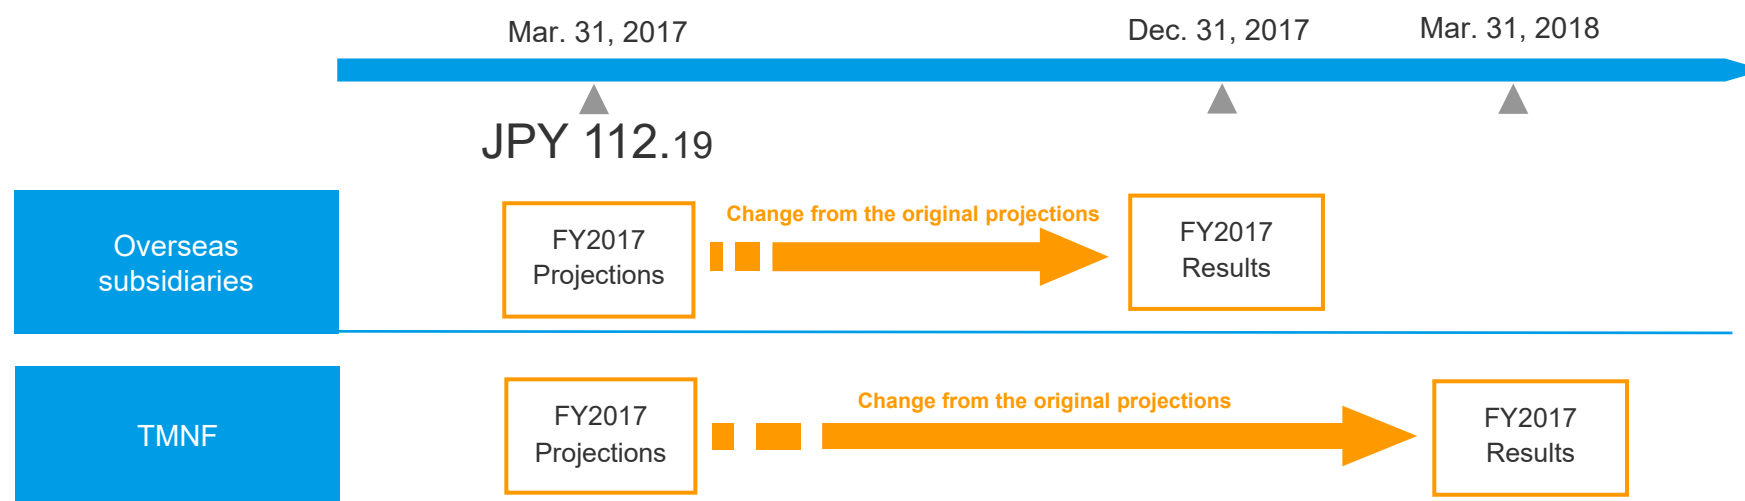 Mar. 31, 2017
Dec. 31, 2017
Mar. 31, 2018
JPY 112.19
Overseas
subsidiaries
FY2017
Projections
Change from the original projections
FY2017
Results
TMNF
FY2017
Projections
Change from the original projections
FY2017
Results